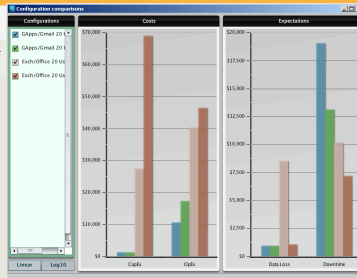 Configuration comparisons
Configurations
Costs
Expectations
GApps/Gmail 20 U
GApps/Gmail 20 U
Exch/Office 20 Us
Exch/Office 20 Us
$70,000
$60,000
$50,000
$40,000
$30,000
$20,000
$10,000
$0
CapEx
OpEx
$20,000
$17,500
$15,000
$12,500
$10,000
$7,500
$5,000
$2,500
$0
Data Loss
Downtime
Linear
Log10